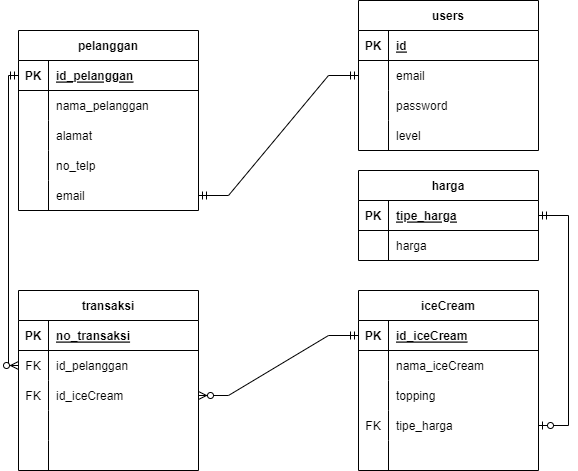 users
PK id
email
password
level
pelanggan
PK id_pelanggan
nama_pelanggan
alamat
no_telp
email
harga
PK tipe_harga
harga
transaksi
PK no_transaksi
FK id_pelanggan
FK id_iceCream
iceCream
PK id_iceCream
nama_iceCream
topping
FK tipe_harga